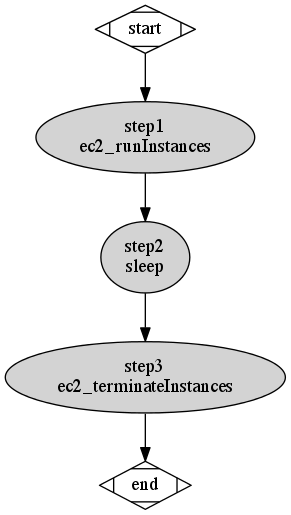 start
step1
ec2_runInstances
step2
sleep
step3
ec2_terminateInstances
end